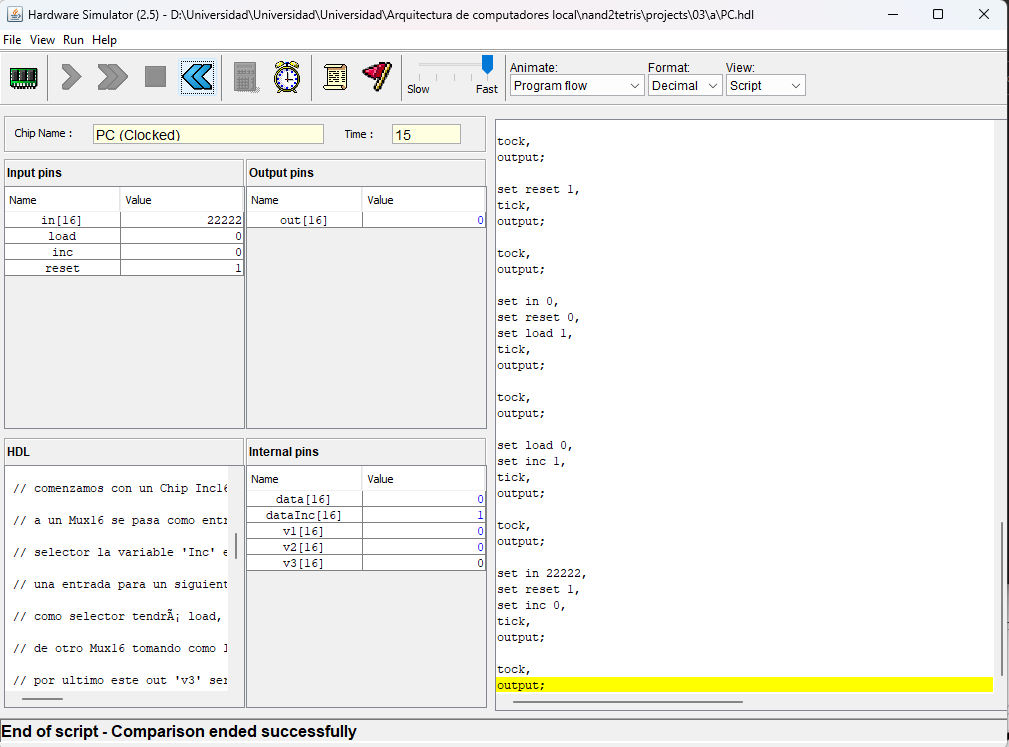 Hardware Simulator (2.5) - D:\Universidad\Universidad\Universidad\Arquitectura de computadores local\nand2tetris\projects\03\a\PC.hdl
File View Run Help
Slow Fast
Animate: Format: View:
Program flow Decimal Script
Chip Name : PC (Clocked) Time : 15
Input pins
Name Value
in[16] 22222
load 0
inc 0
reset 1
Output pins
Name Value
out[16] 0
HDL
// comenzamos con un Chip Inc16
// a un Mux16 se pasa como entr
// selector la variable 'Inc' e
// una entrada para un siguient
// como selector tendrÃ¡ load,
// de otro Mux16 tomando como
// por ultimo este out 'v3' ser
Internal pins
Name Value
data[16] 0
dataInc[16] 1
v1[16] 0
v2[16] 0
v3[16] 0
tock,
output;
set reset 1,
tick,
output;
tock,
output;
set in 0,
set reset 0,
set load 1,
tick,
output;
tock,
output;
set load 0,
set inc 1,
tick,
output;
tock,
output;
set in 22222,
set reset 1,
set inc 0,
tick,
output;
tock,
output;
End of script - Comparison ended successfully